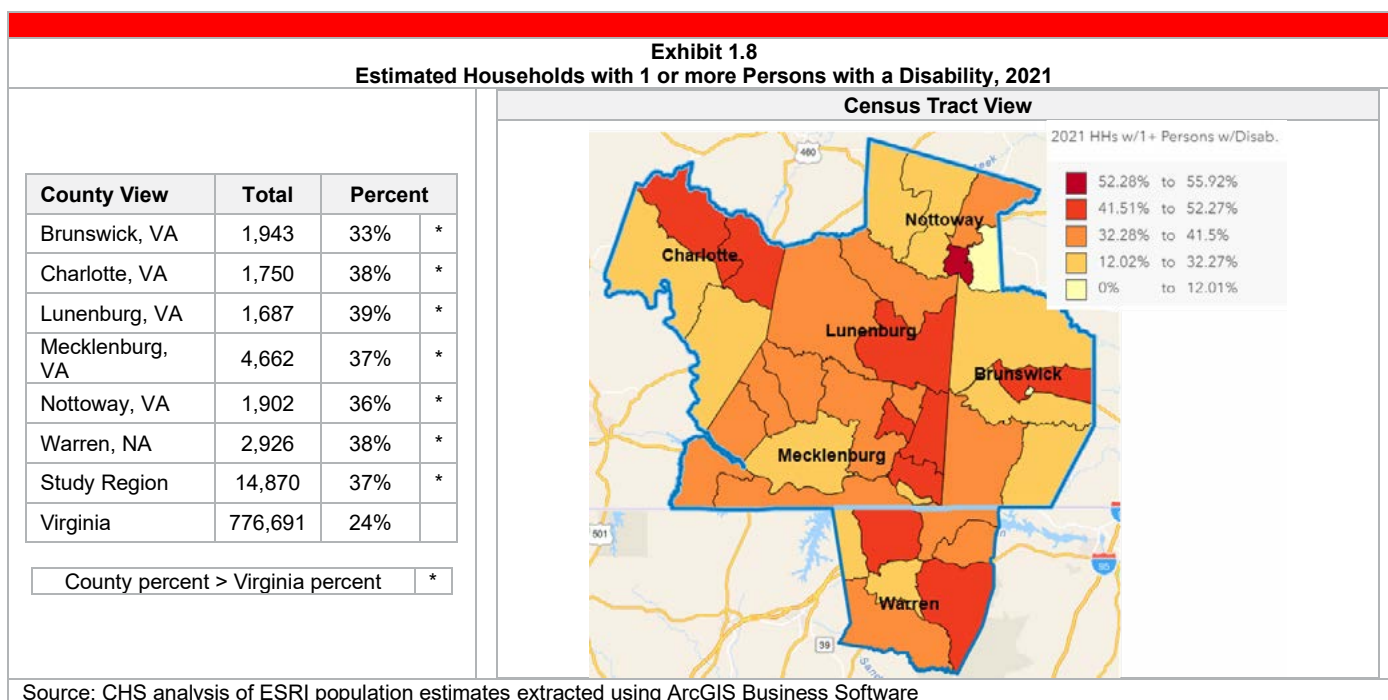 Exhibit 1.8
Estimated Households with 1 or more Persons with a Disability, 2021
Census Tract View
County View Total Percent
Brunswick, VA 1,943 33% *
Charlotte, VA 1,750 38% *
Lunenburg, VA 1,687 39% *
Mecklenburg,
VA 4,662 37% *
Nottoway, VA 1,902 36% *
Warren, NA 2,926 38% *
Study Region 14,870 37% *
Virginia 776,691 24%
County percent > Virginia percent *
2021 HHs w/1+ Persons w/Disab.
52.28% to 55.92%
41.51% to 52.27%
32.28% to 41.5%
12.02% to 32.27%
0% to 12.01%
460
Nottoway
Charlotte
Lunenburg
Brunswick
Mecklenburg
501
95
Warren
39
Source: CHS analysis of ESRI population estimates extracted using ArcGIS Business Software